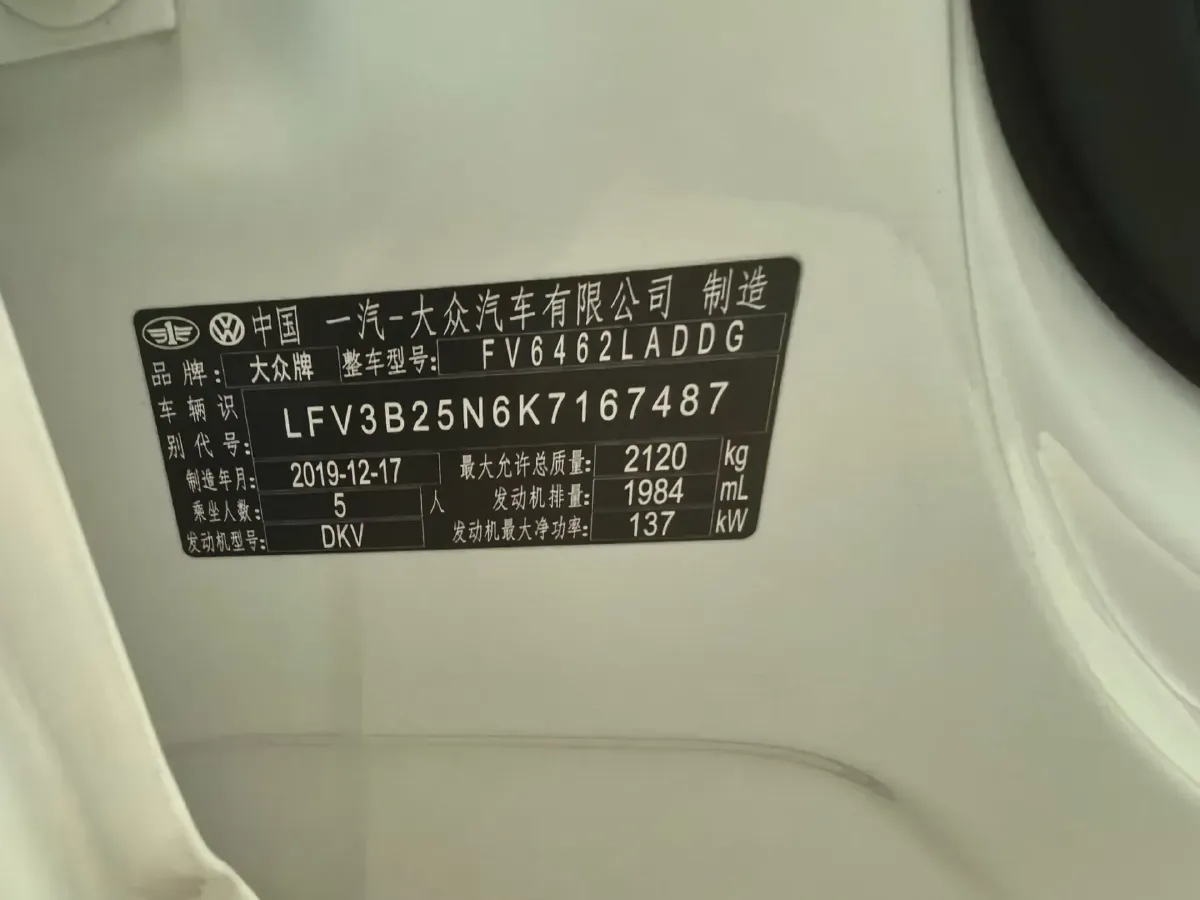 中国 一汽-大众汽车有限公司 制造
品牌: 大众牌 整车型号: FV6462LADDG
车辆识别代号: LFV3B25N6K7167487
制造年月: 2019-12-17 最大允许总质量: 2120 kg
乘坐人数: 5 人 发动机排量: 1984 mL
发动机型号: DKV 发动机最大净功率: 137 kW